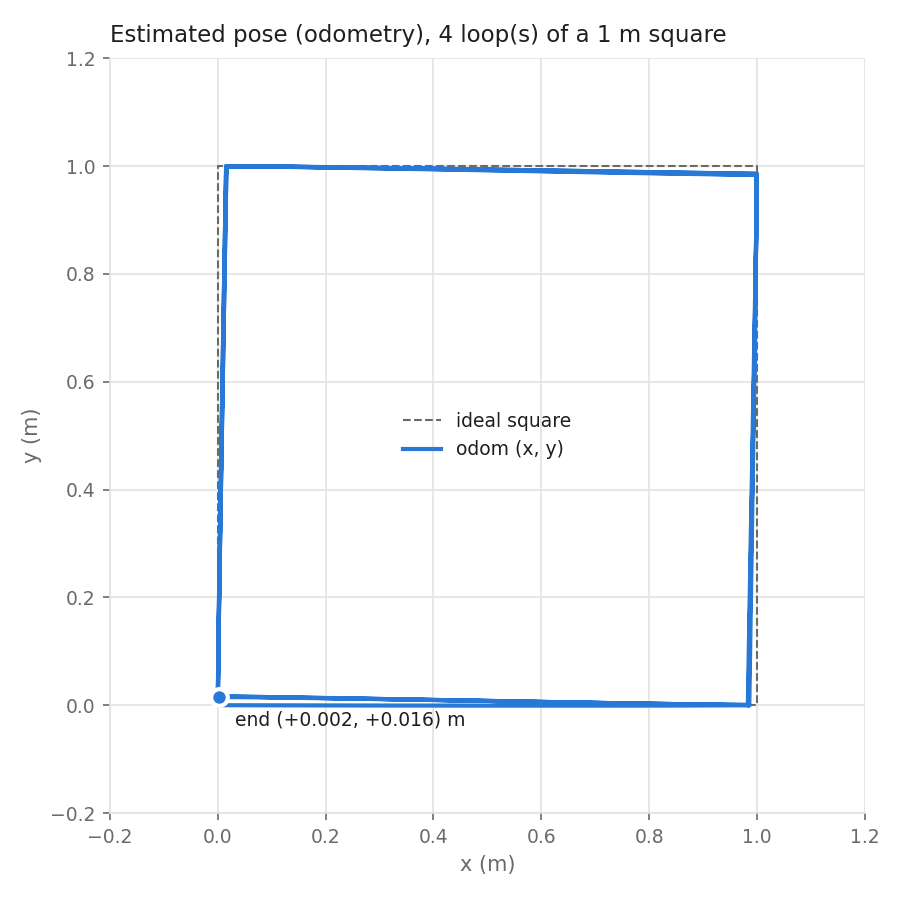 Estimated pose (odometry), 4 loop(s) of a 1 m square
1.2
1.0
0.8
0.6
0.4
0.2
0.0
−0.2
y (m)
ideal square
odom (x, y)
end (+0.002, +0.016) m
−0.2
0.0
0.2
0.4
0.6
0.8
1.0
1.2
x (m)